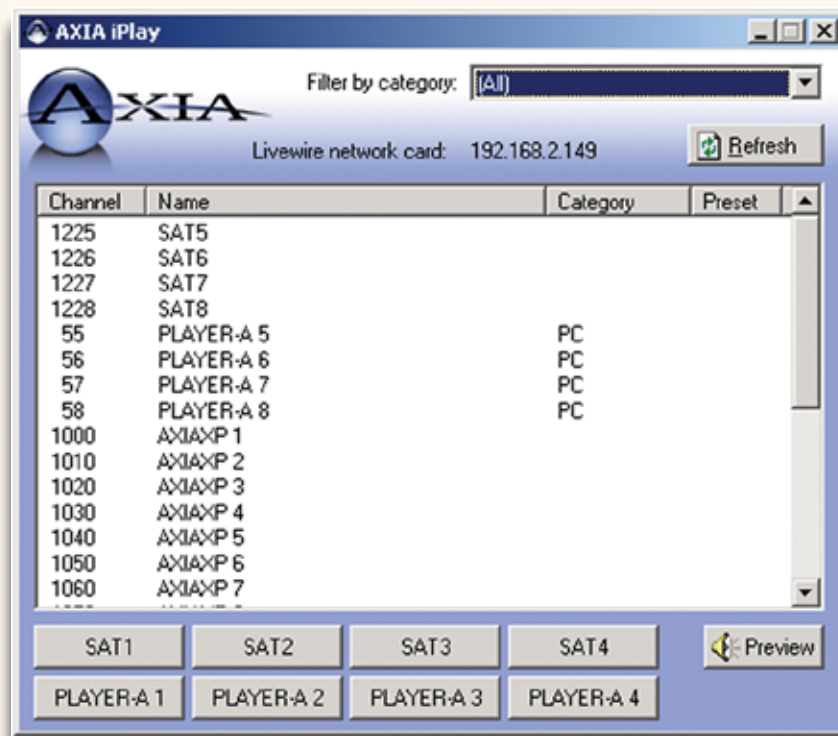 AXIA iPlay
Filter by category: (All)
AXIA
Livewire network card: 192.168.2.149 Refresh
Channel Name Category Preset
1225 SAT5
1226 SAT6
1227 SAT7
1228 SAT8
55 PLAYER-A 5 PC
56 PLAYER-A 6 PC
57 PLAYER-A 7 PC
58 PLAYER-A 8 PC
1000 AXIAXP 1
1010 AXIAXP 2
1020 AXIAXP 3
1030 AXIAXP 4
1040 AXIAXP 5
1050 AXIAXP 6
1060 AXIAXP 7
SAT1 SAT2 SAT3 SAT4 Preview
PLAYER-A 1 PLAYER-A 2 PLAYER-A 3 PLAYER-A 4